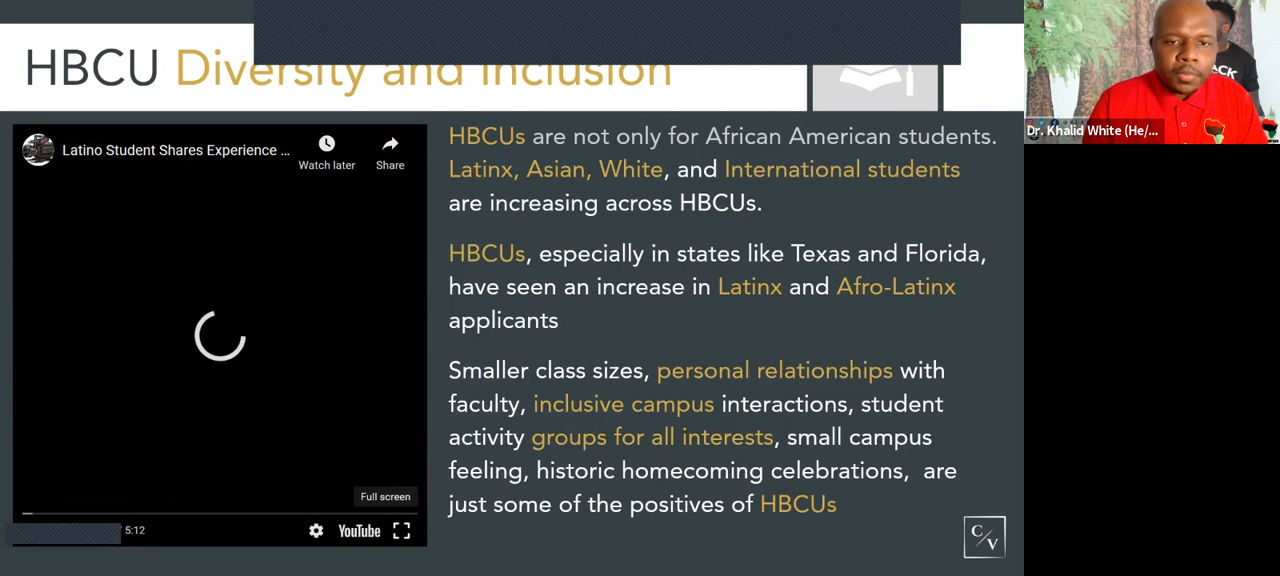 HBCU Diversity and Inclusion
Latino Student Shares Experience ...
Watch later
Share
Full screen
5:12
YouTube
HBCUs are not only for African American students.
Latinx, Asian, White, and International students
are increasing across HBCUs.
HBCUs, especially in states like Texas and Florida,
have seen an increase in Latinx and Afro-Latinx
applicants
Smaller class sizes, personal relationships with
faculty, inclusive campus interactions, student
activity groups for all interests, small campus
feeling, historic homecoming celebrations, are
just some of the positives of HBCUs
C/V
Dr. Khalid White (He/...